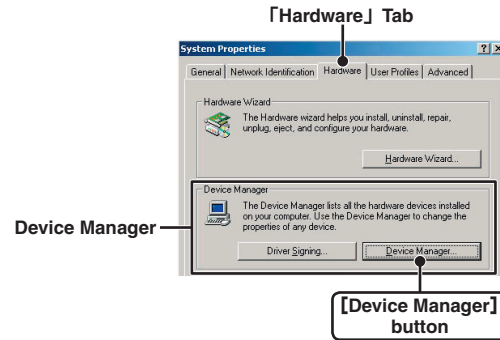 「Hardware」 Tab
System Properties
General
Network Identification
Hardware
User Profiles
Advanced
Hardware Wizard
The Hardware wizard helps you install, uninstall, repair,
unplug, eject, and configure your hardware.
Hardware Wizard...
Device Manager
The Device Manager lists all the hardware devices installed
on your computer. Use the Device Manager to change the
properties of any device.
Driver Signing...
Device Manager...
Device Manager
[Device Manager]
button